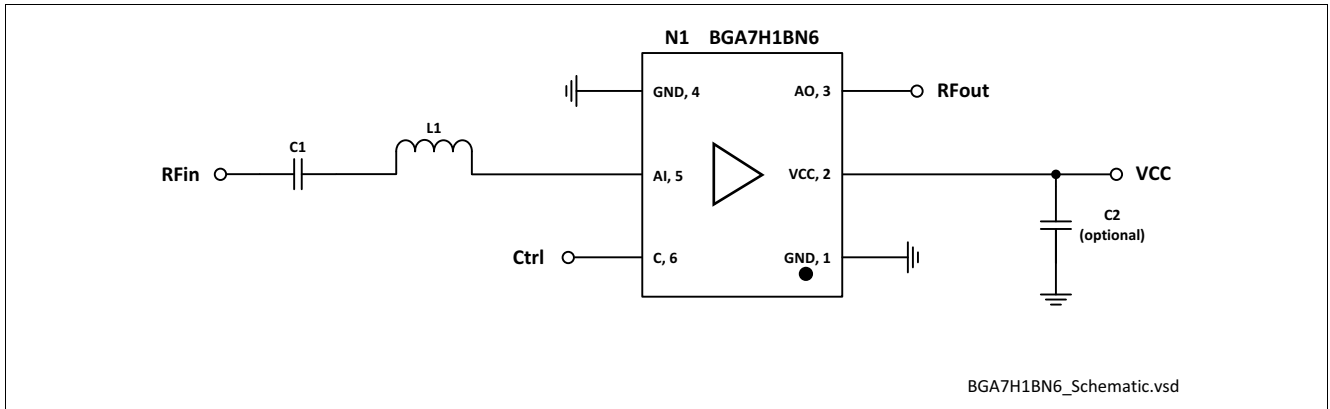 N1 BGA7H1BN6
GND, 4
AO, 3
RFout
C1
L1
RFin
AI, 5
VCC, 2
VCC
C2
(optional)
Ctrl
C, 6
GND, 1
BGA7H1BN6_Schematic.vsd